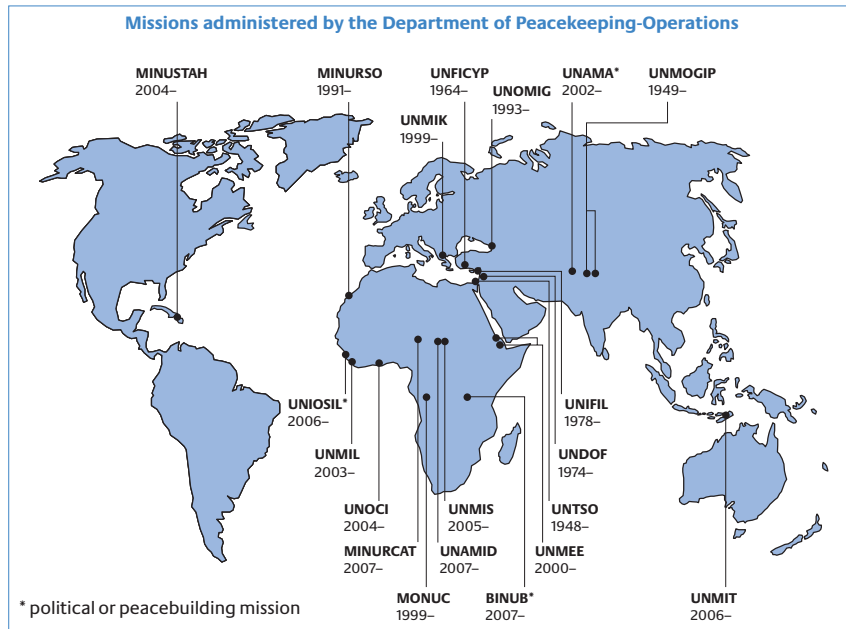 Missions administered by the Department of Peacekeeping-Operations
MINUSTAH
2004–
MINURSO
1991–
UNFICYP
1964–
UNAMA*
2002–
UNMOGIP
1949–
UNOMIG
1993–
UNMIK
1999–
UNIOSIL*
2006–
UNIFIL
1978–
UNMIL
2003–
UNDOF
1974–
UNOCI
2004–
UNMIS
2005–
UNTSO
1948–
MINURCAT
2007–
UNAMID
2007–
UNMEE
2000–
MONUC
1999–
BINUB*
2007–
UNMIT
2006–
* political or peacebuilding mission